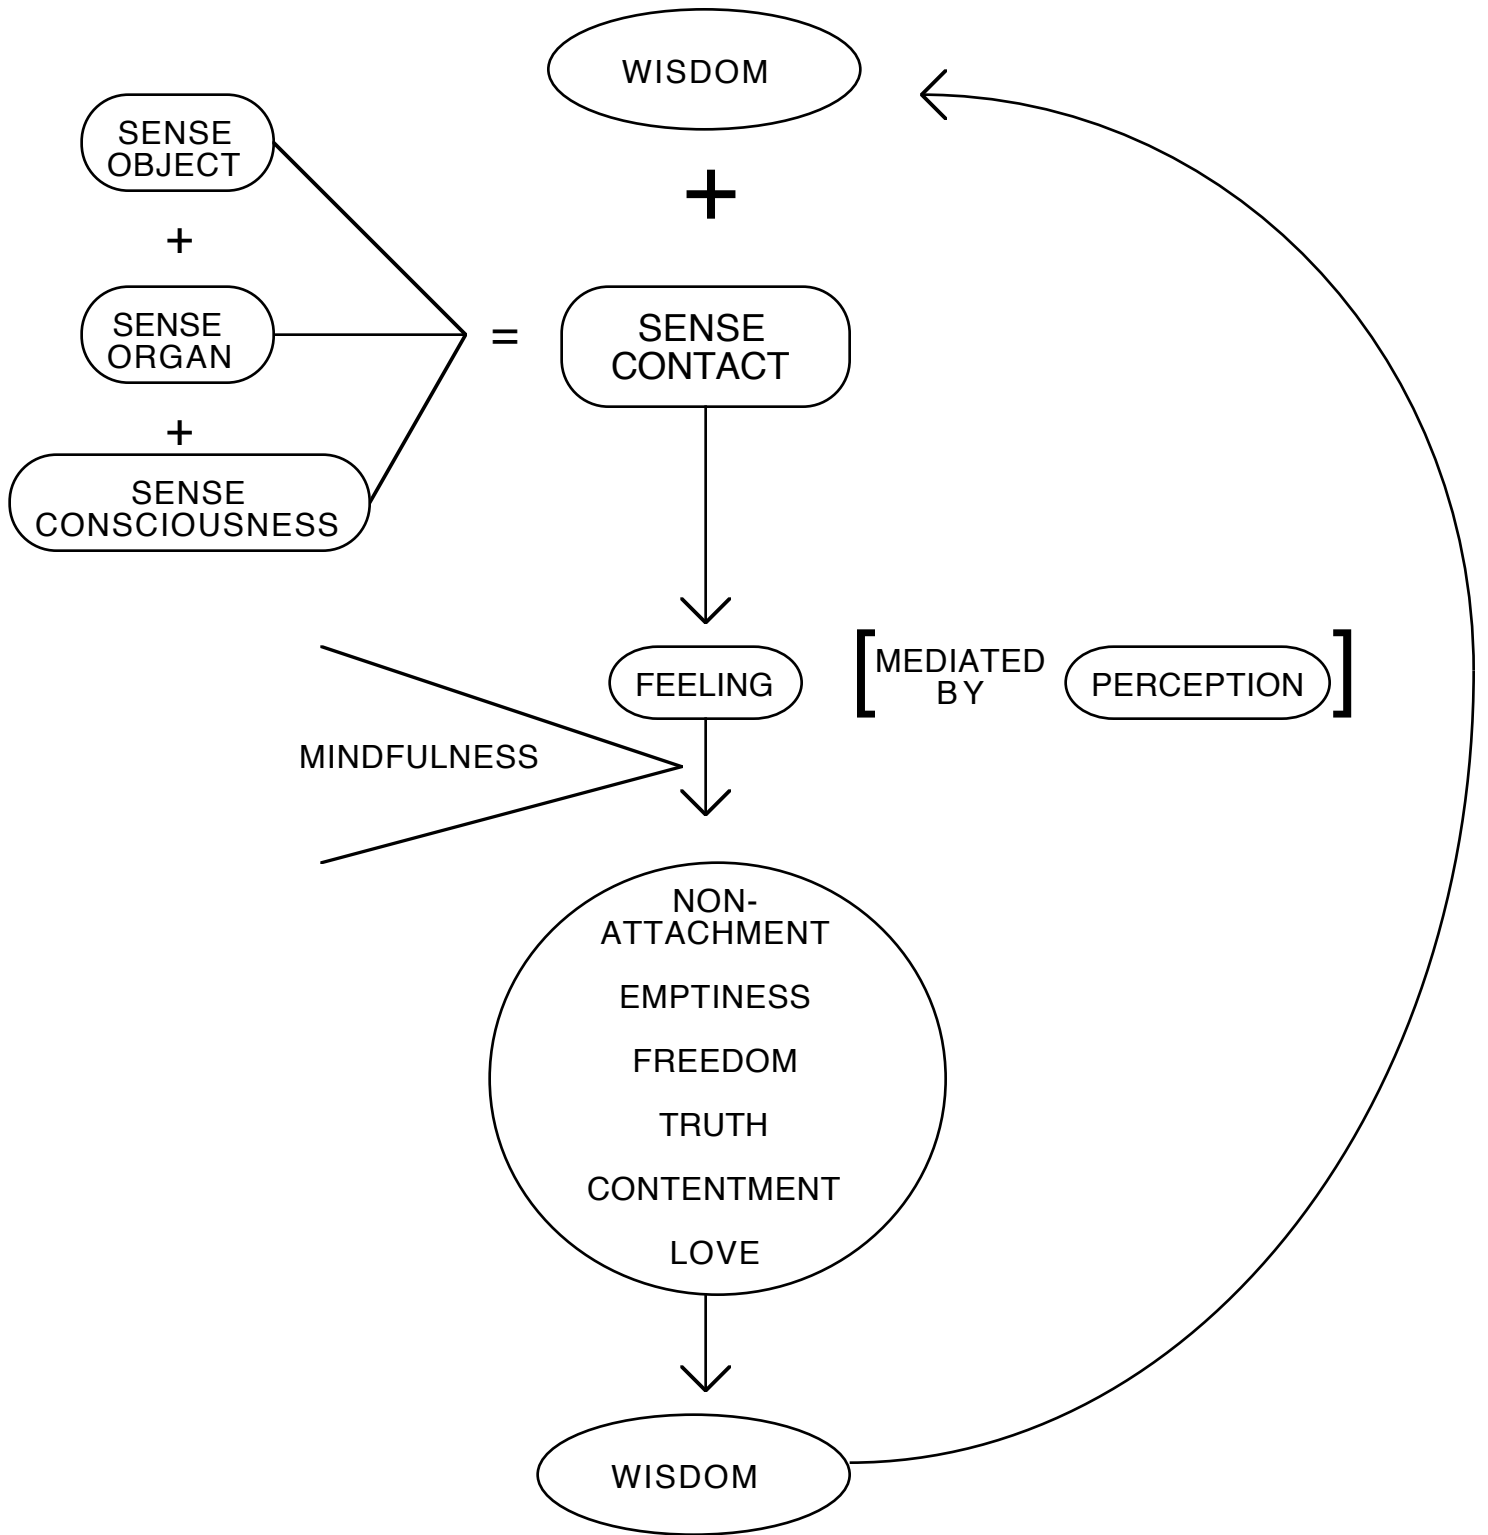 WISDOM
+
SENSE
OBJECT
+
SENSE
ORGAN
+
SENSE
CONSCIOUSNESS
=
SENSE
CONTACT
FEELING
[MEDIATED
BY
PERCEPTION]
MINDFULNESS
NON-
ATTACHMENT
EMPTINESS
FREEDOM
TRUTH
CONTENTMENT
LOVE
WISDOM